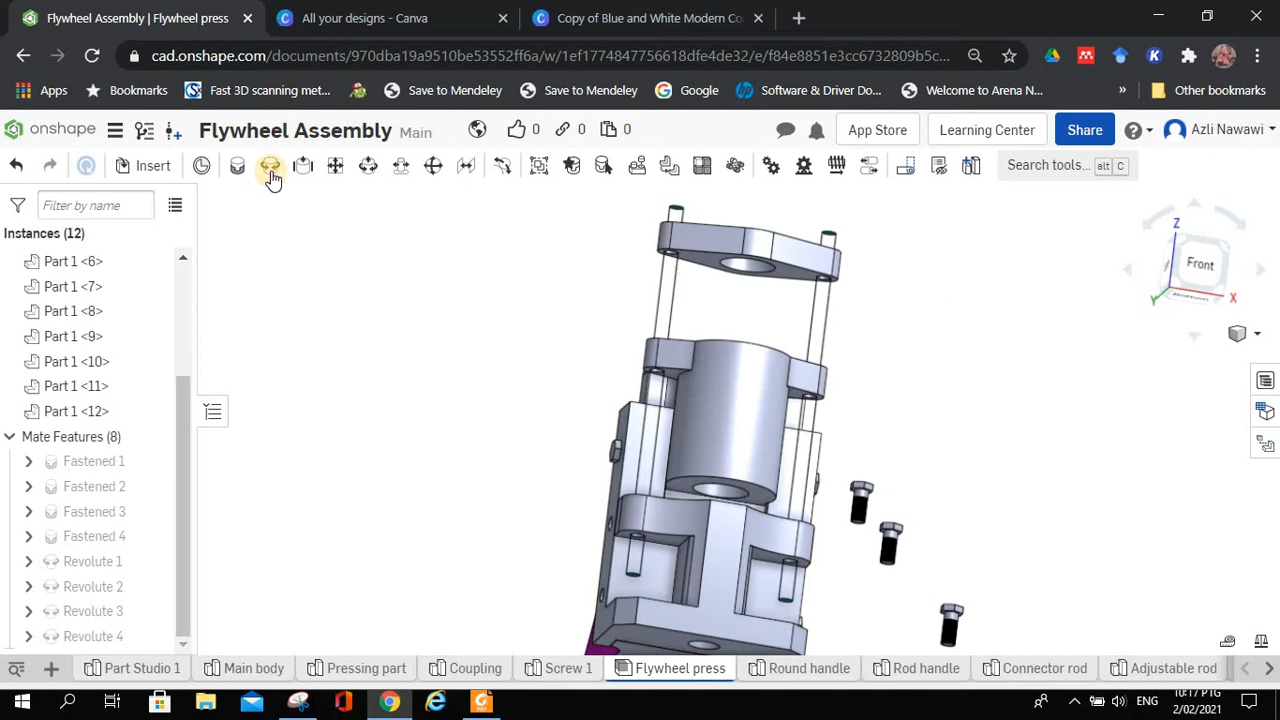 Flywheel Assembly | Flywheel press
All your designs - Canva
Copy of Blue and White Modern Co
cad.onshape.com/documents/970dba19a9510be53552ff6a/w/1ef1774847756618d4de32/e/f84e8851e3cc6732809b5c...
Apps
Bookmarks
Fast 3D scanning met...
Save to Mendeley
Save to Mendeley
Google
Software & Driver Do...
Welcome to Arena N...
»
Other bookmarks
onshape
Flywheel Assembly Main
0
0
0
App Store
Learning Center
Share
Azli Nawawi
Insert
Search tools... alt C
Filter by name
Instances (12)
Part 1 <6>
Part 1 <7>
Part 1 <8>
Part 1 <9>
Part 1 <10>
Part 1 <11>
Part 1 <12>
Mate Features (8)
Fastened 1
Fastened 2
Fastened 3
Fastened 4
Revolute 1
Revolute 2
Revolute 3
Revolute 4
Z
Front
X
Y
Part Studio 1
Main body
Pressing part
Coupling
Screw 1
Flywheel press
Round handle
Rod handle
Connector rod
Adjustable rod
ENG
10:17 PTG
2/02/2021